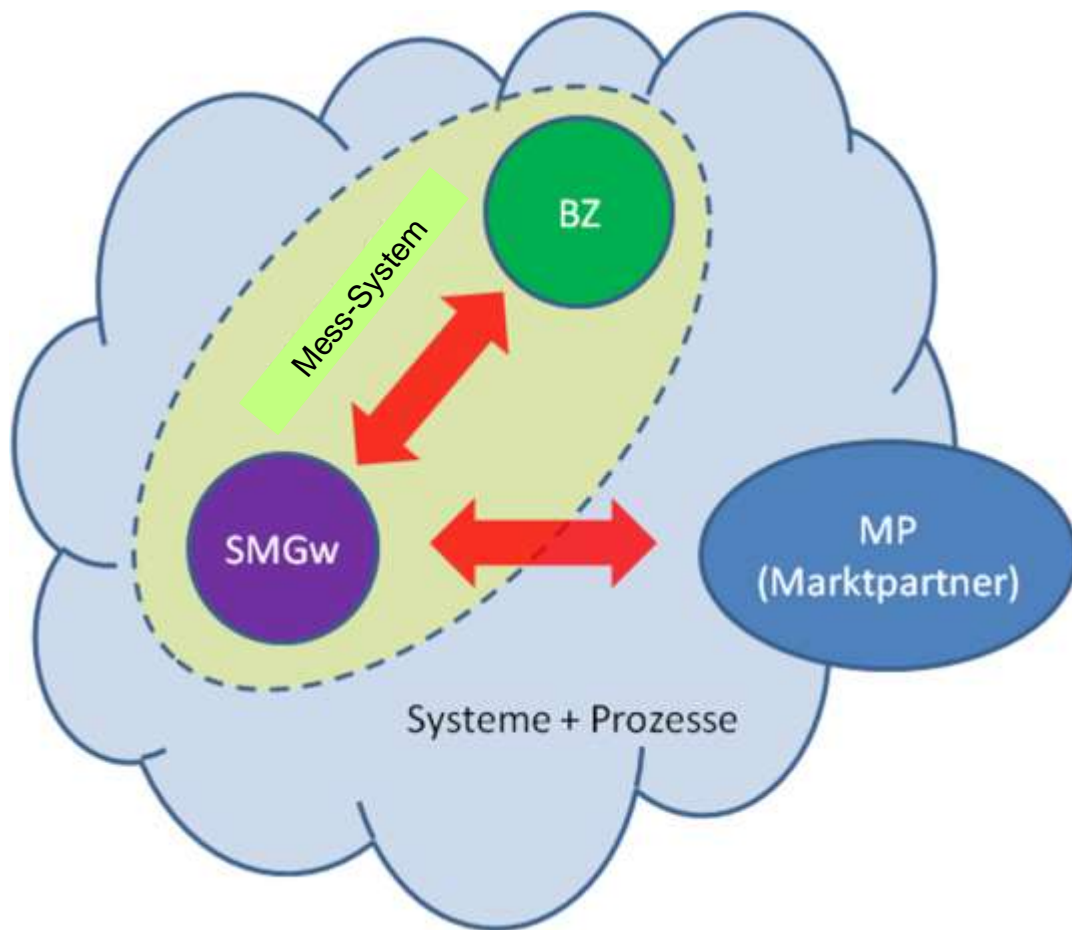 BZ
Mess-System
SMGw
MP
(Marktpartner)
Systeme + Prozesse